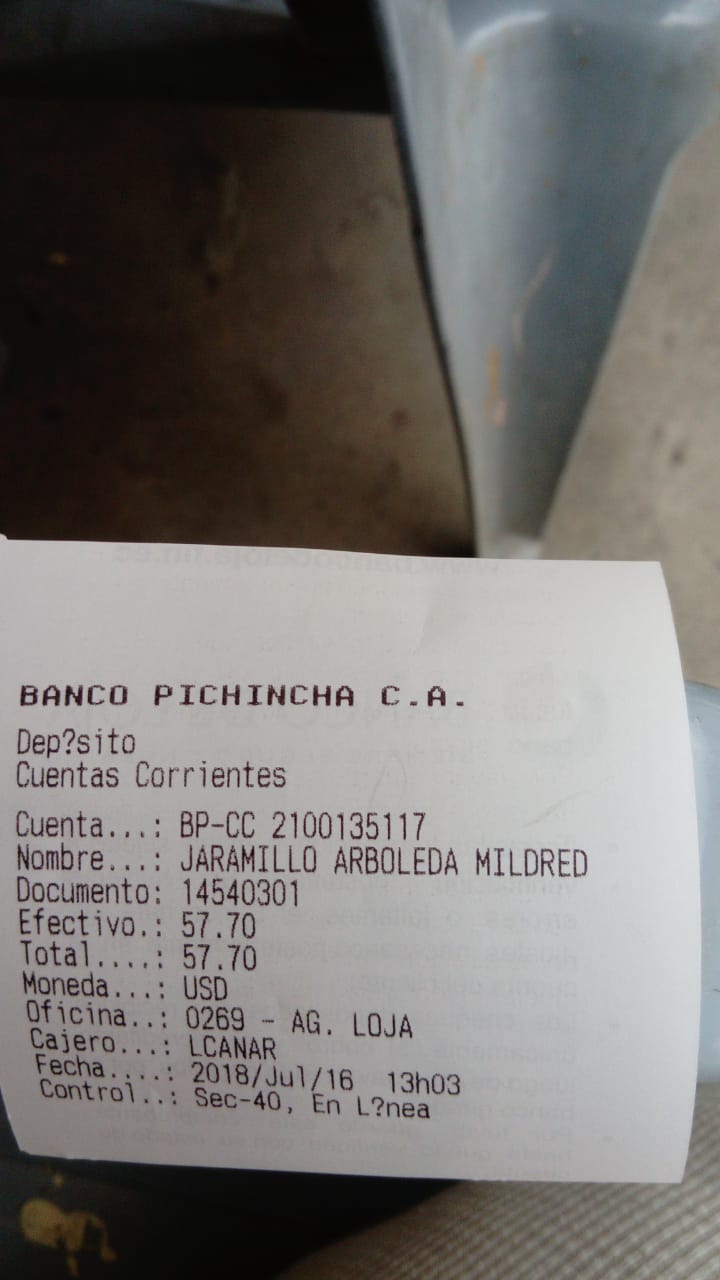 BANCO PICHINCHA C.A.
Dep?sito
Cuentas Corrientes
Cuenta...: BP-CC 2100135117
Nombre...: JARAMILLO ARBOLEDA MILDRED
Documento: 14540301
Efectivo.: 57.70
Total....: 57.70
Moneda...: USD
Oficina..: 0269 - AG. LOJA
Cajero...: LCANAR
Fecha....: 2018/Jul/16 13h03
Control..: Sec-40, En L?nea